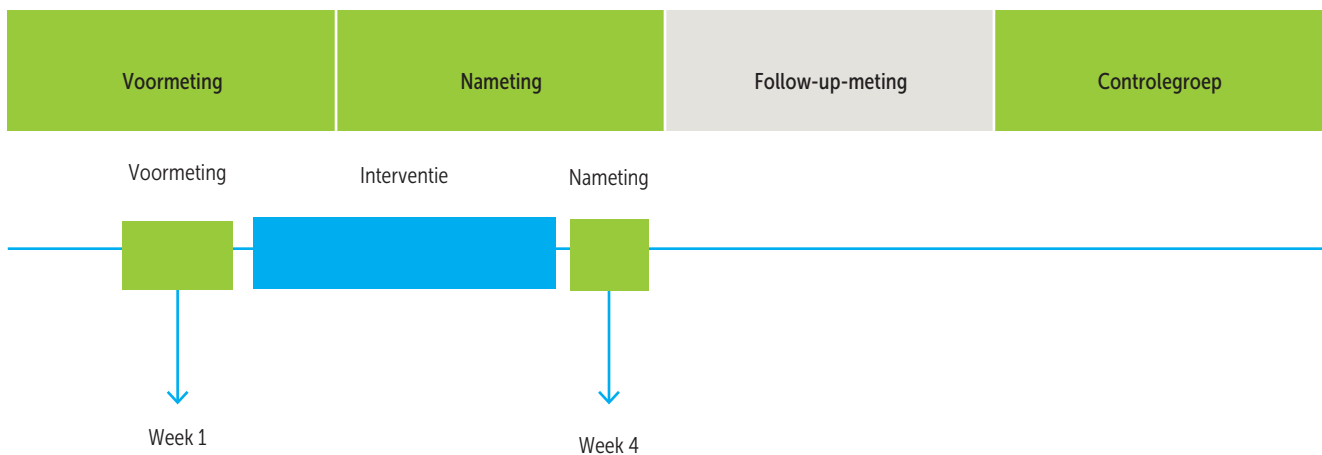 Voormeting
Nameting
Follow-up-meting
Controlegroep
Voormeting
Interventie
Nameting
Week 1
Week 4